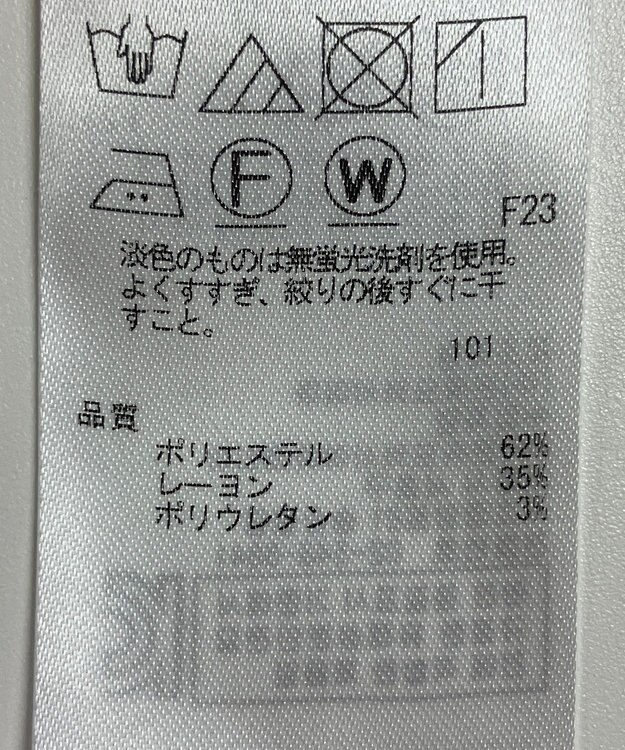 F W
F23
淡色のものは無蛍光洗剤を使用。
よくすすぎ、絞りの後すぐに干
すこと。
101
品質
ポリエステル 62%
レーヨン 35%
ポリウレタン 3%